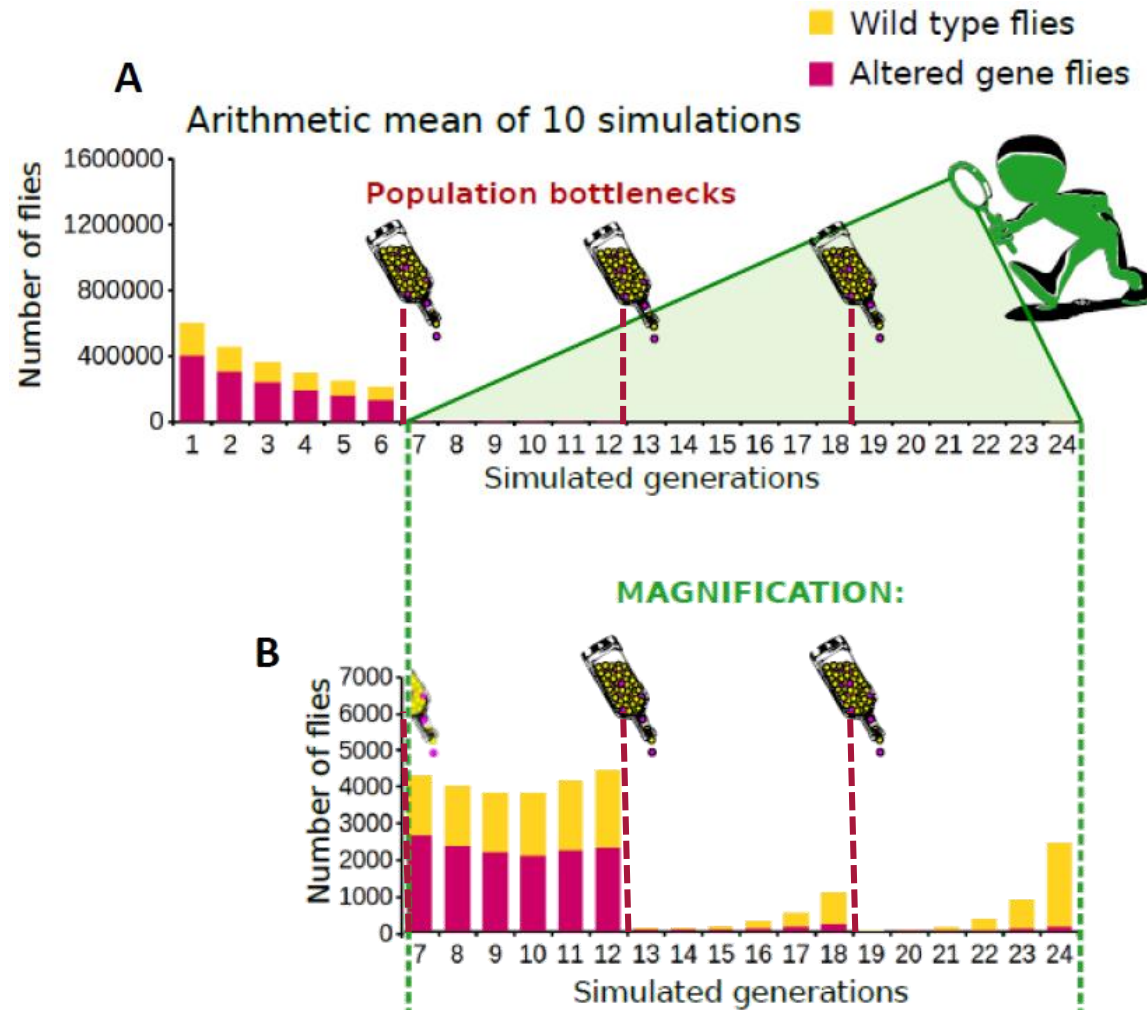 Wild type flies
Altered gene flies
A
Arithmetic mean of 10 simulations
Number of flies
1600000
1200000
800000
400000
0
Population bottlenecks
1 2 3 4 5 6 7 8 9 10 11 12 13 14 15 16 17 18 19 20 21 22 23 24
Simulated generations
MAGNIFICATION:
B
Number of flies
7000
6000
5000
4000
3000
2000
1000
0
7 8 9 10 11 12 13 14 15 16 17 18 19 20 21 22 23 24
Simulated generations